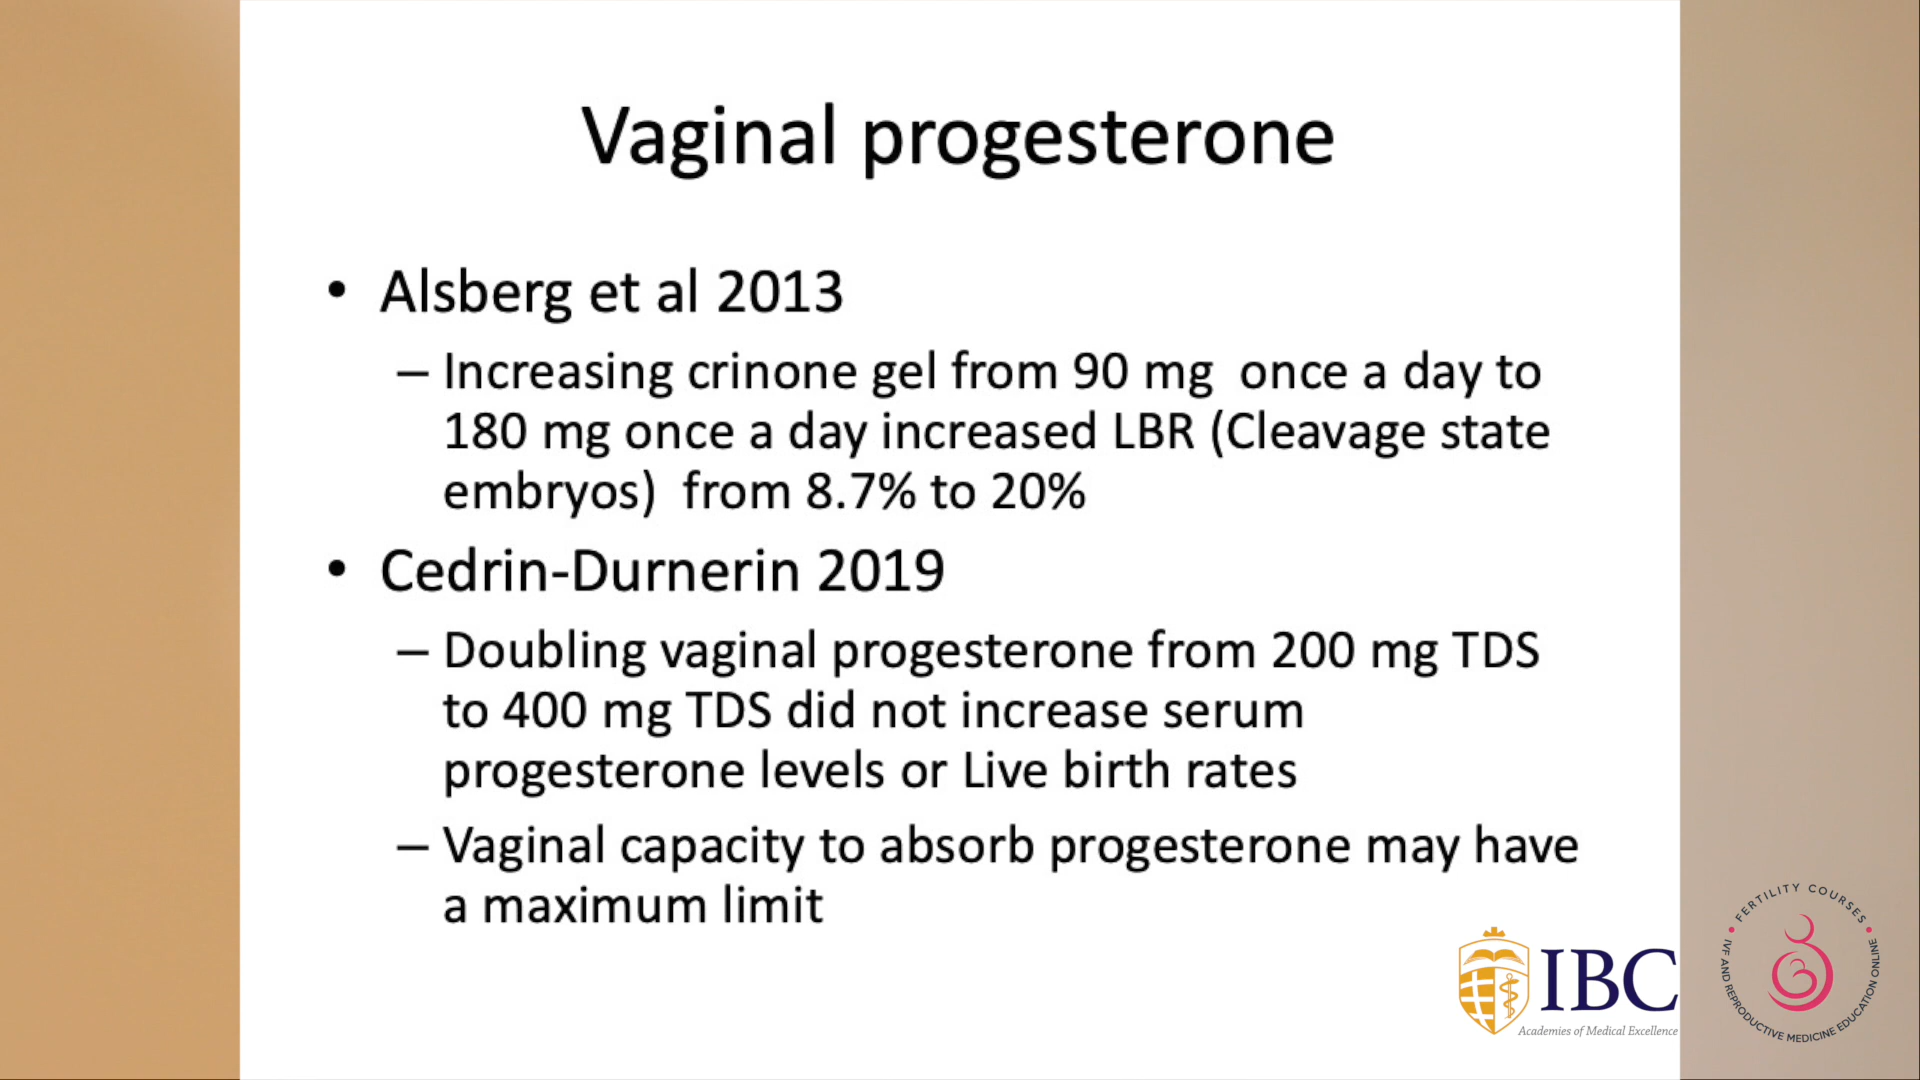 Vaginal progesterone
• Alsberg et al 2013
– Increasing crinone gel from 90 mg once a day to
180 mg once a day increased LBR (Cleavage state
embryos) from 8.7% to 20%
• Cedrin-Durnerin 2019
– Doubling vaginal progesterone from 200 mg TDS
to 400 mg TDS did not increase serum
progesterone levels or Live birth rates
– Vaginal capacity to absorb progesterone may have
a maximum limit
IBC
Academies of Medical Excellence
• FERTILITY COURSES •
IVF AND REPRODUCTIVE MEDICINE EDUCATION ONLINE